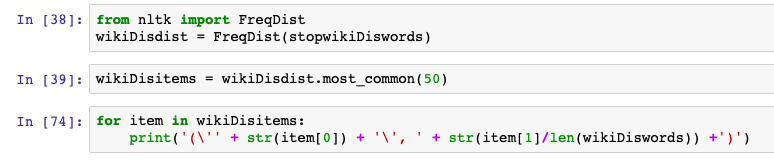 In [38]: from nltk import FreqDist
wikiDisdist = FreqDist(stopwikiDiswords)
In [39]: wikiDisitems = wikiDisdist.most_common(50)
In [74]: for item in wikiDisitems:
    print('(\'' + str(item[0]) + '\', ' + str(item[1]/len(wikiDiswords)) +')')